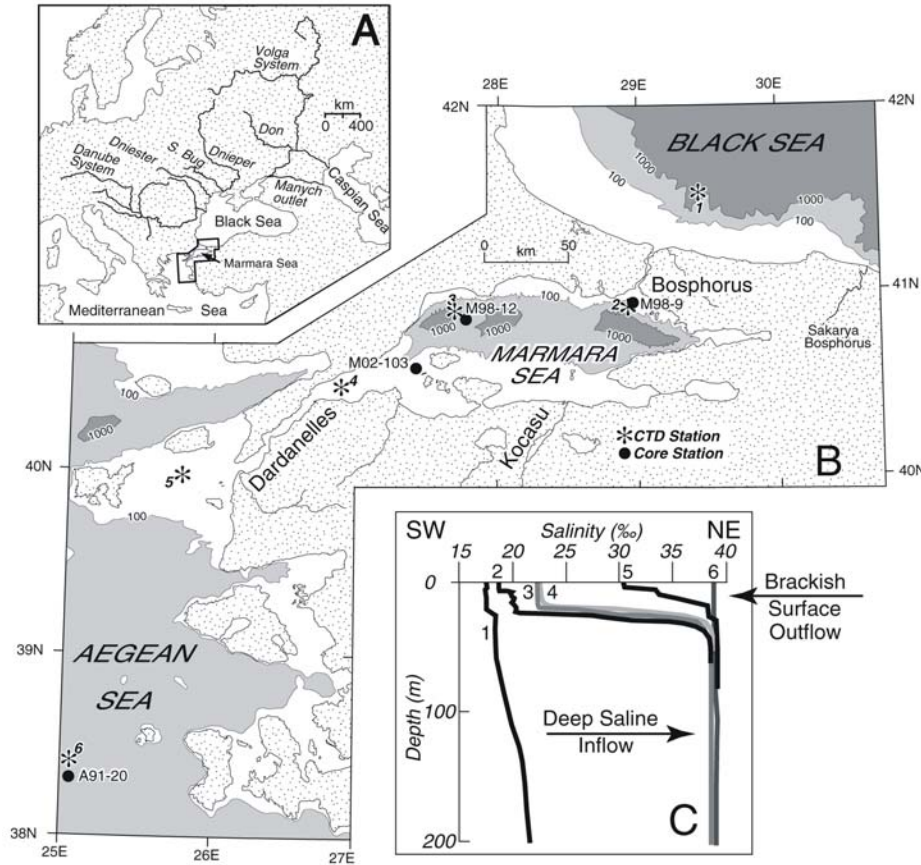 A
Volga
System
km
0 400
Don
Dnieper
S. Bug
Dniester
Danube
System
Manych
outlet
Caspian Sea
Black Sea
Marmara Sea
Mediterranean Sea
28E
29E
30E
42N
42N
BLACK SEA
1000
100
1
1000
100
0 50
km
41N
Bosphorus
2
M98-9
100
3
M98-12
1000
1000
1000
MARMARA
SEA
Sakarya
Bosphorus
M02-103
4
100
1000
Dardanelles
Kocasu
CTD Station
Core Station
B
40N
40N
5
100
39N
AEGEAN
SEA
6
A91-20
38N
25E
26E
27E
SW
Salinity (‰)
NE
15 20 25 30 35 40
0
2
3
4
5
6
1
Brackish
Surface
Outflow
Depth (m)
100
Deep Saline
Inflow
200
C